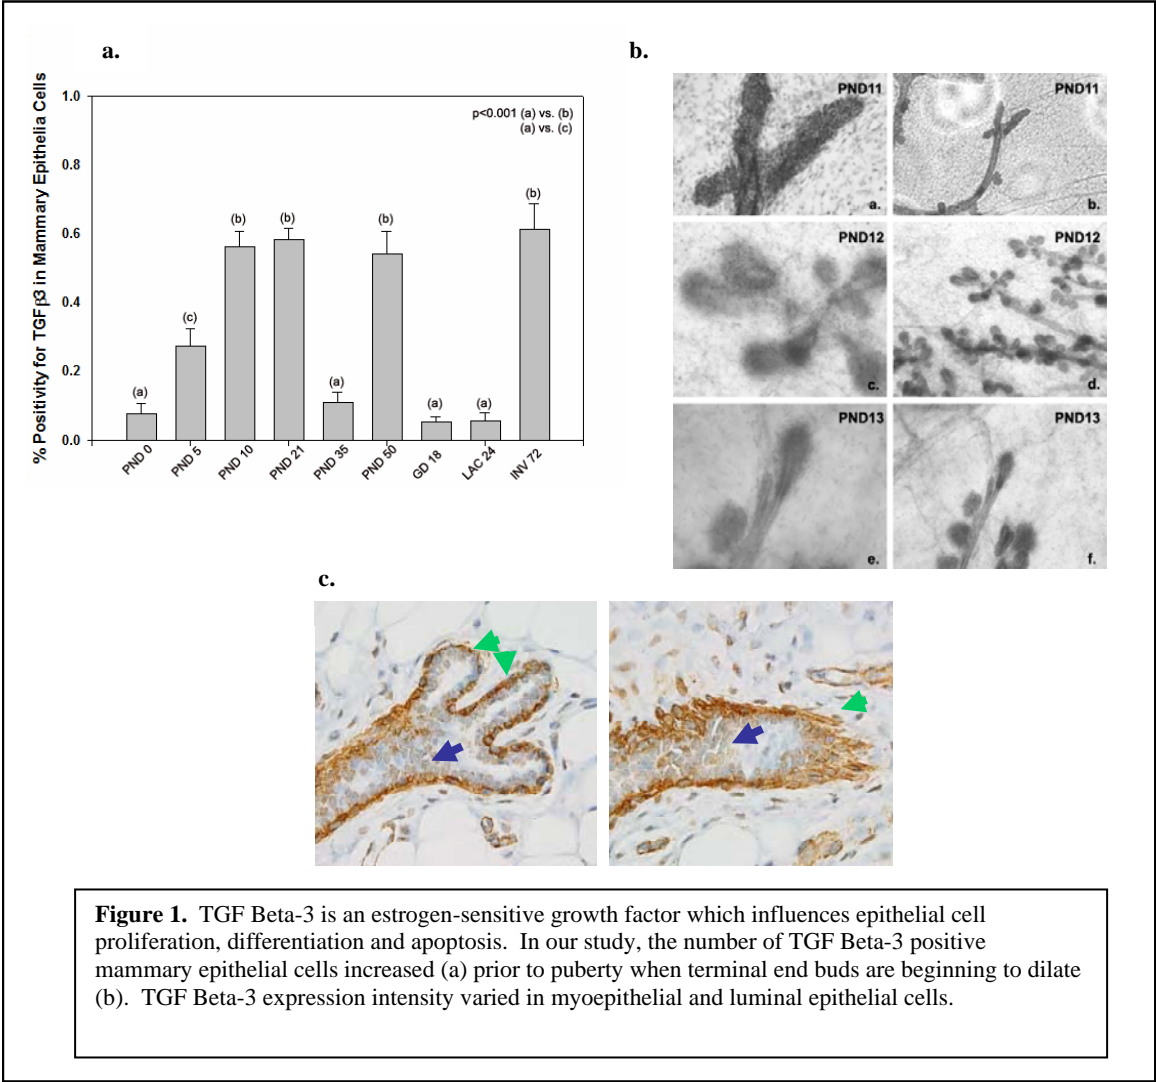 a.
% Positivity for TGFβ3 in Mammary Epithelia Cells
1.0
0.8
0.6
0.4
0.2
0.0
p<0.001 (a) vs. (b)
(a) vs. (c)
(a)
(c)
(b)
(b)
(a)
(b)
(a)
(a)
(b)
PND 0
PND 5
PND 10
PND 21
PND 35
PND 50
GD 18
LAC 24
INV 72
b.
PND11
a.
PND11
b.
PND12
c.
PND12
d.
PND13
e.
PND13
f.
c.
Figure 1. TGF Beta-3 is an estrogen-sensitive growth factor which influences epithelial cell
proliferation, differentiation and apoptosis. In our study, the number of TGF Beta-3 positive
mammary epithelial cells increased (a) prior to puberty when terminal end buds are beginning to dilate
(b). TGF Beta-3 expression intensity varied in myoepithelial and luminal epithelial cells.